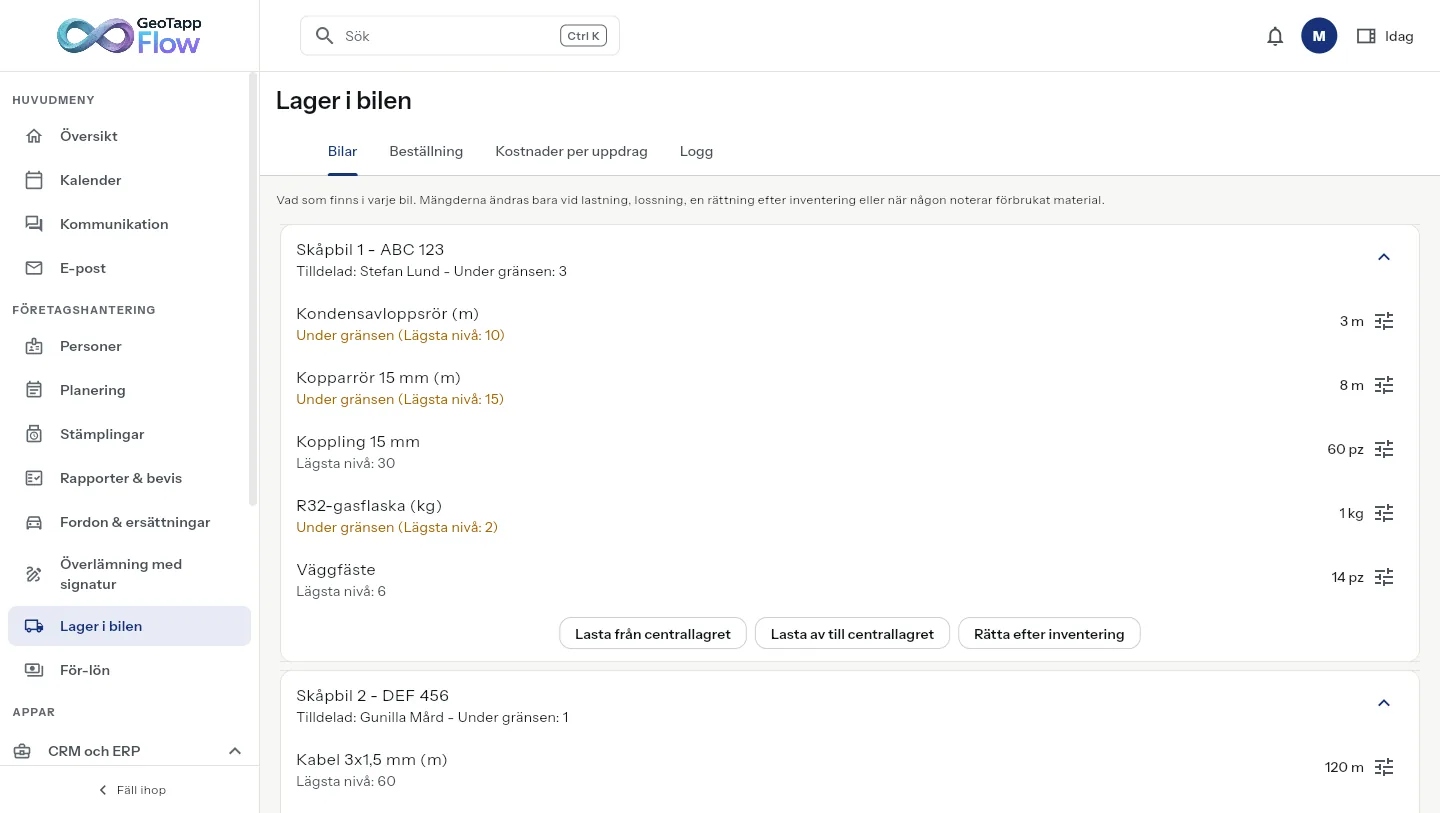 GeoTapp
Flow
Sök
Ctrl K
M
Idag
HUVUDMENY
Översikt
Kalender
Kommunikation
E-post
FÖRETAGSHANTERING
Personer
Planering
Stämplingar
Rapporter & bevis
Fordon & ersättningar
Överlämning med
signatur
Lager i bilen
För-lön
APPAR
CRM och ERP
Fäll ihop
Lager i bilen
Bilar
Beställning
Kostnader per uppdrag
Logg
Vad som finns i varje bil. Mängderna ändras bara vid lastning, lossning, en rättning efter inventering eller när någon noterar förbrukat material.
Skåpbil 1 - ABC 123
Tilldelad: Stefan Lund - Under gränsen: 3
Kondensavloppsrör (m)
Under gränsen (Lägsta nivå: 10)
3 m
Kopparrör 15 mm (m)
Under gränsen (Lägsta nivå: 15)
8 m
Koppling 15 mm
Lägsta nivå: 30
60 pz
R32-gasflaska (kg)
Under gränsen (Lägsta nivå: 2)
1 kg
Väggfäste
Lägsta nivå: 6
14 pz
Lasta från centrallagret
Lasta av till centrallagret
Rätta efter inventering
Skåpbil 2 - DEF 456
Tilldelad: Gunilla Mård - Under gränsen: 1
Kabel 3x1,5 mm (m)
Lägsta nivå: 60
120 m